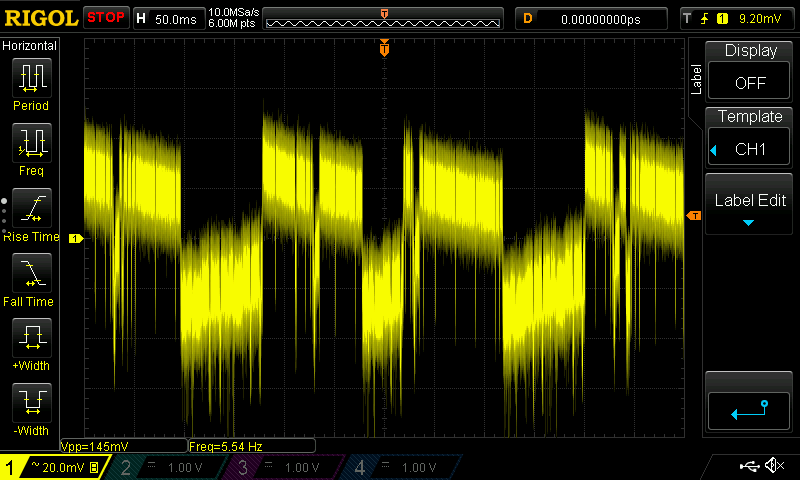 RIGOL STOP H 50.0ms 10.0MSa/s 6.00M pts T D 0.00000000ps T 1 9.20mV
Horizontal
Period
Freq
Rise Time
Fall Time
+Width
-Width
T
1
T
Label
Display
OFF
Template
CH1
Label Edit
Vpp=145mV Freq=5.54 Hz
1 ~ 20.0mV B 2 1.00 V 3 1.00 V 4 1.00 V